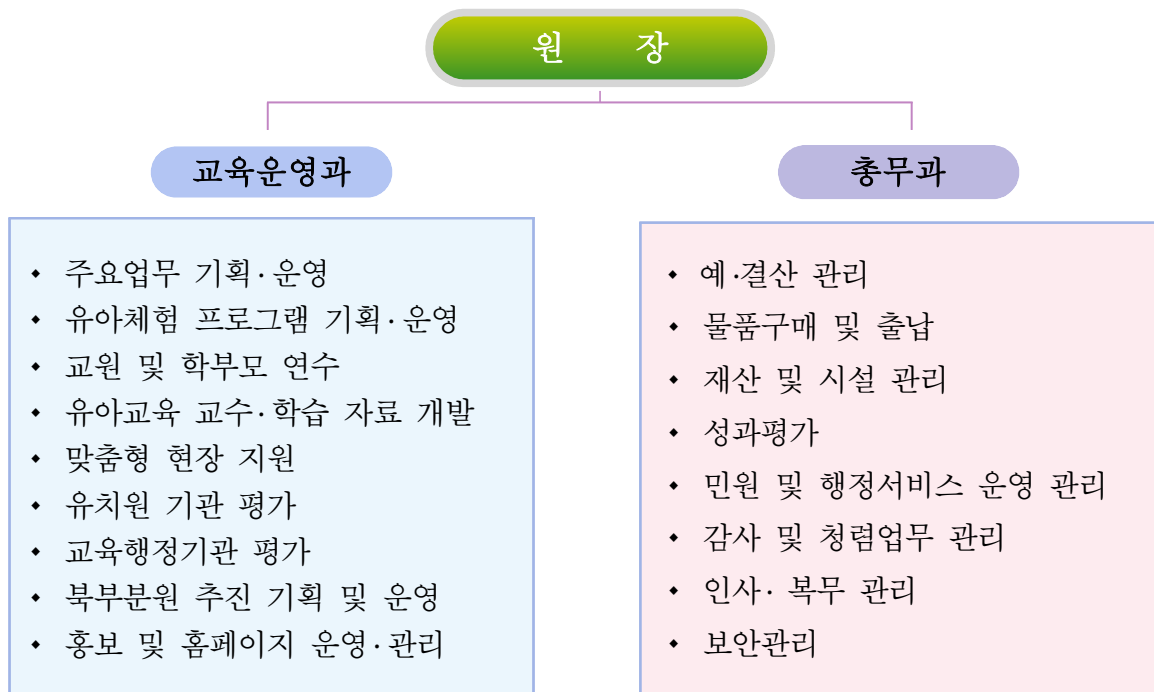 원 장
교육운영과
◆ 주요업무 기획·운영
◆ 유아체험 프로그램 기획·운영
◆ 교원 및 학부모 연수
◆ 유아교육 교수·학습 자료 개발
◆ 맞춤형 현장 지원
◆ 유치원 기관 평가
◆ 교육행정기관 평가
◆ 북부분원 추진 기획 및 운영
◆ 홍보 및 홈페이지 운영·관리
총무과
◆ 예·결산 관리
◆ 물품구매 및 출납
◆ 재산 및 시설 관리
◆ 성과평가
◆ 민원 및 행정서비스 운영 관리
◆ 감사 및 청렴업무 관리
◆ 인사· 복무 관리
◆ 보안관리